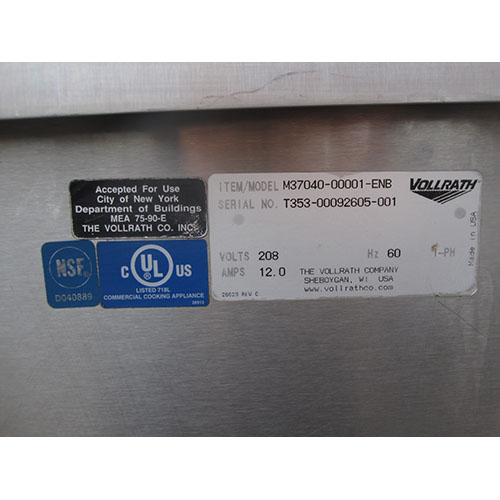 Accepted For Use
City of New York
Department of Buildings
MEA 75-90-E
THE VOLLRATH CO. INC.
NSF®
D040889
C UL US
®
LISTED 718L
COMMERCIAL COOKING APPLIANCE
ITEM/MODEL M37040-00001-ENB
SERIAL NO. T353-00092605-001
VOLLRATH
VOLTS 208 Hz 60 1-PH
AMPS 12.0
THE VOLLRATH COMPANY
SHEBOYGAN, WI USA
www.vollrathco.com
Made in USA